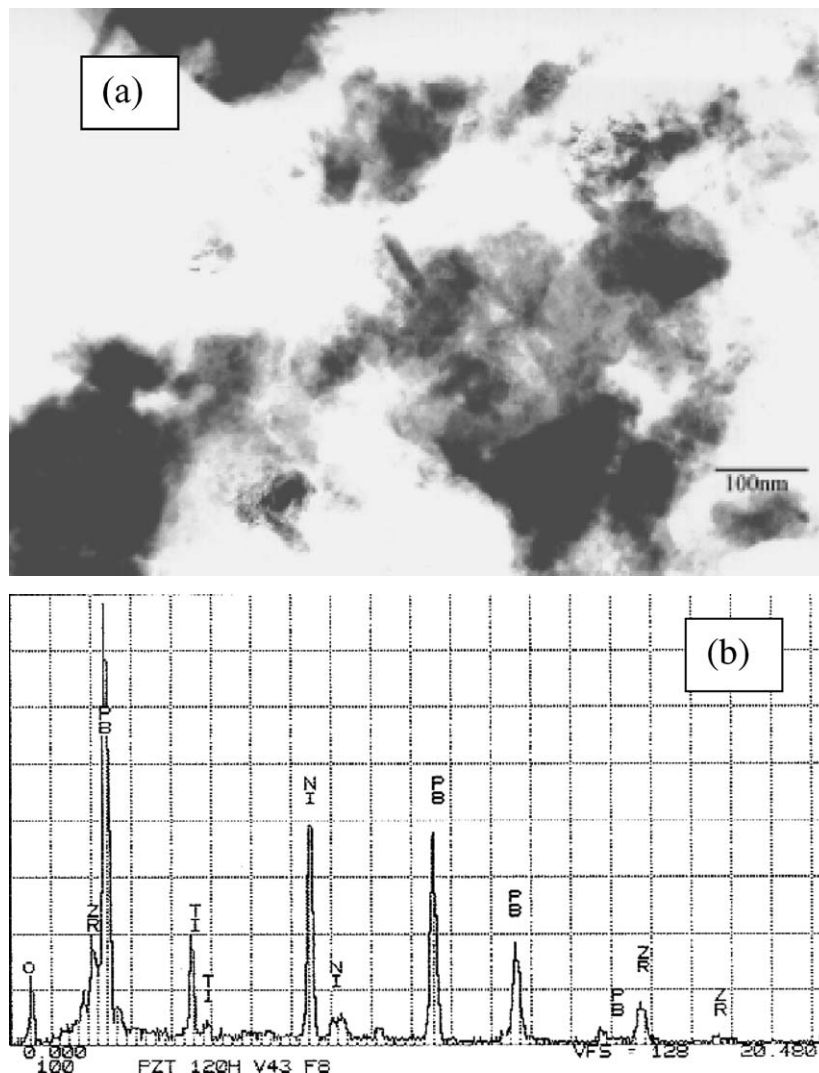 (a)
100nm
(b)
PB
ZR
O
TI
TI
NI
NI
PB
PB
PB
ZR
ZR
0.000
VFS = 128
20.480
100
PZT 120H V43 F8